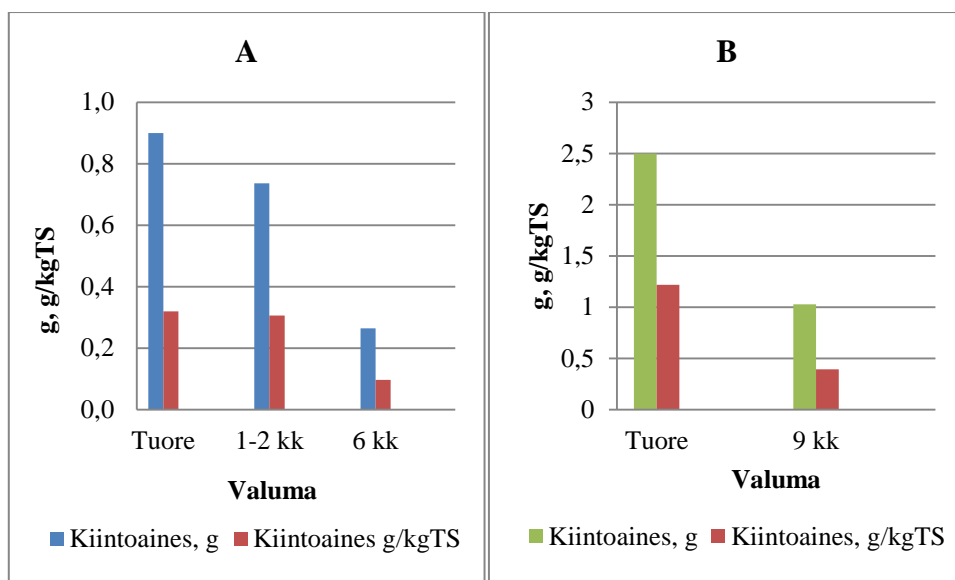 A
g, g/kgTS
1,0
0,8
0,6
0,4
0,2
0,0
Tuore 1-2 kk 6 kk
Valuma
Kiintoaines, g Kiintoaines g/kgTS
B
g, g/kgTS
3
2,5
2
1,5
1
0,5
0
Tuore 9 kk
Valuma
Kiintoaines, g Kiintoaines, g/kgTS